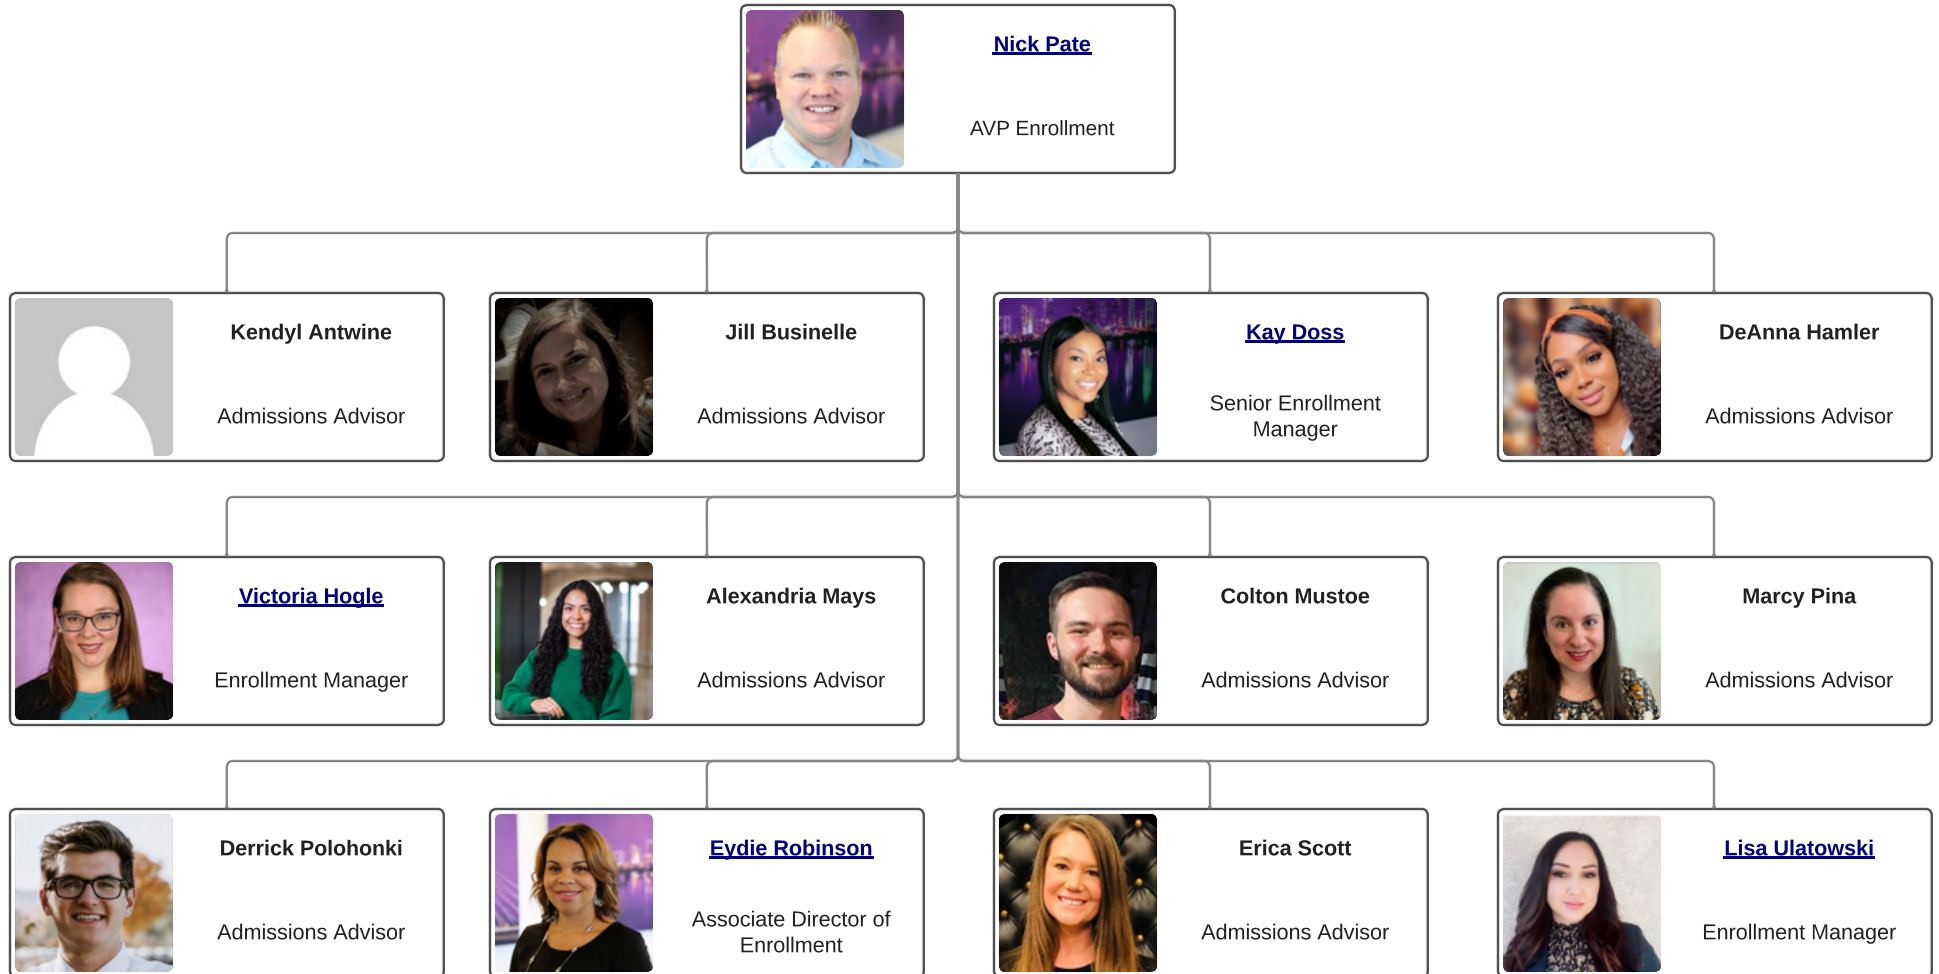 Nick Pate
AVP Enrollment
Kendyl Antwine
Admissions Advisor
Jill Businelle
Admissions Advisor
Kay Doss
Senior Enrollment
Manager
DeAnna Hamler
Admissions Advisor
Victoria Hogle
Enrollment Manager
Alexandria Mays
Admissions Advisor
Colton Mustoe
Admissions Advisor
Marcy Pina
Admissions Advisor
Derrick Polohonki
Admissions Advisor
Eydie Robinson
Associate Director of
Enrollment
Erica Scott
Admissions Advisor
Lisa Ulatowski
Enrollment Manager